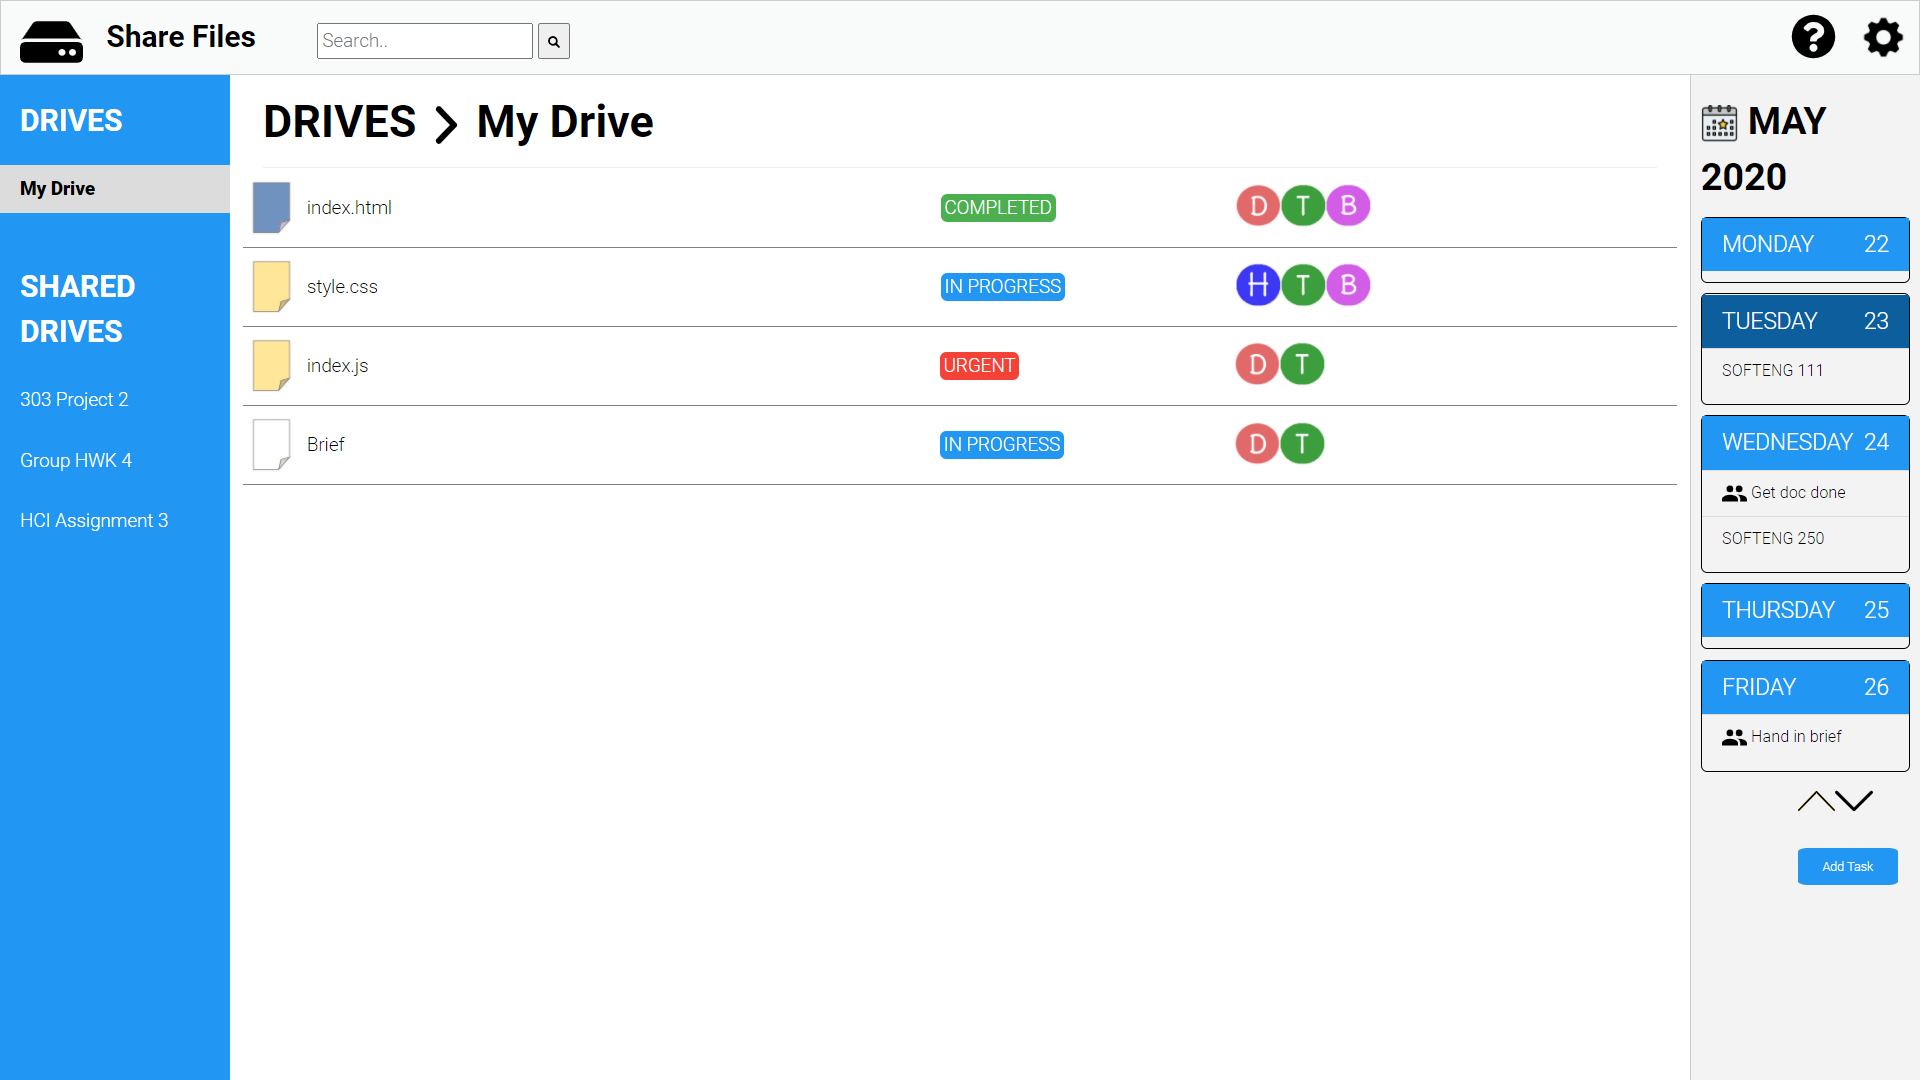 Share Files
Search..
DRIVES
My Drive
SHARED
DRIVES
303 Project 2
Group HWK 4
HCI Assignment 3
DRIVES My Drive
index.html COMPLETED D T B
style.css IN PROGRESS H T B
index.js URGENT D T
Brief IN PROGRESS D T
MAY
2020
MONDAY 22
TUESDAY 23
SOFTENG 111
WEDNESDAY 24
Get doc done
SOFTENG 250
THURSDAY 25
FRIDAY 26
Hand in brief
Add Task